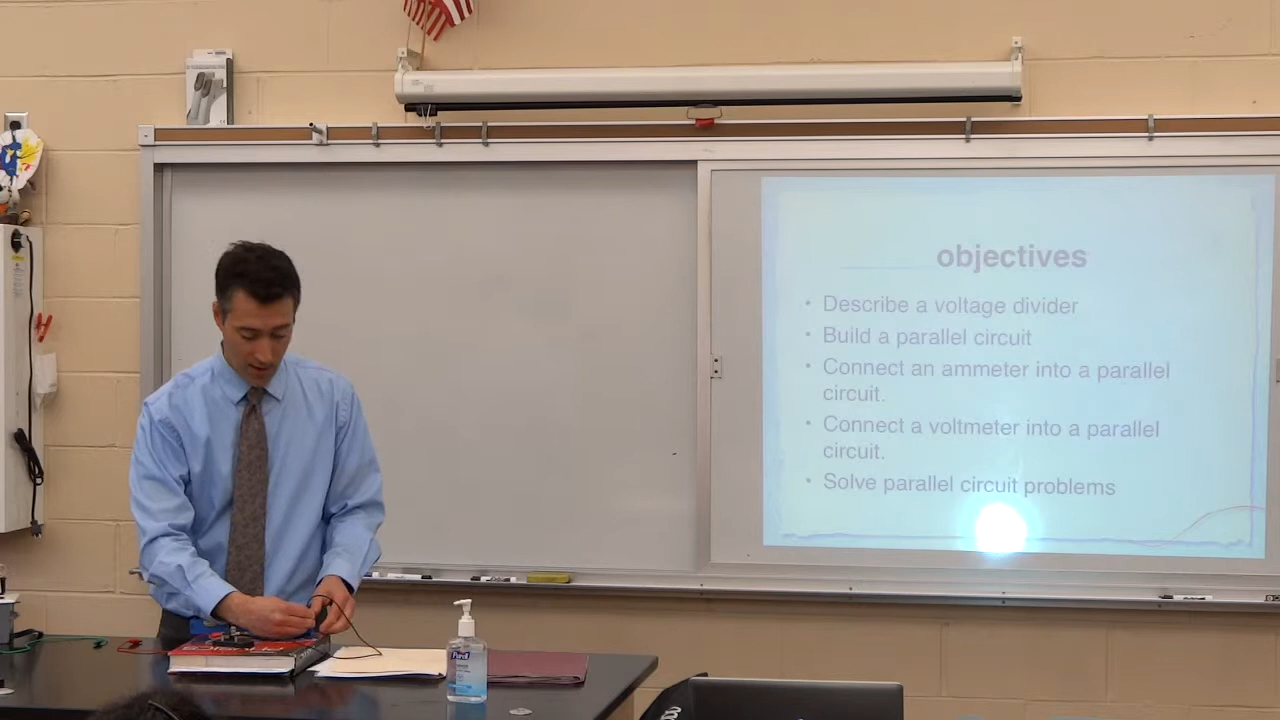 objectives
• Describe a voltage divider
• Build a parallel circuit
• Connect an ammeter into a parallel
circuit.
• Connect a voltmeter into a parallel
circuit.
• Solve parallel circuit problems
Purell